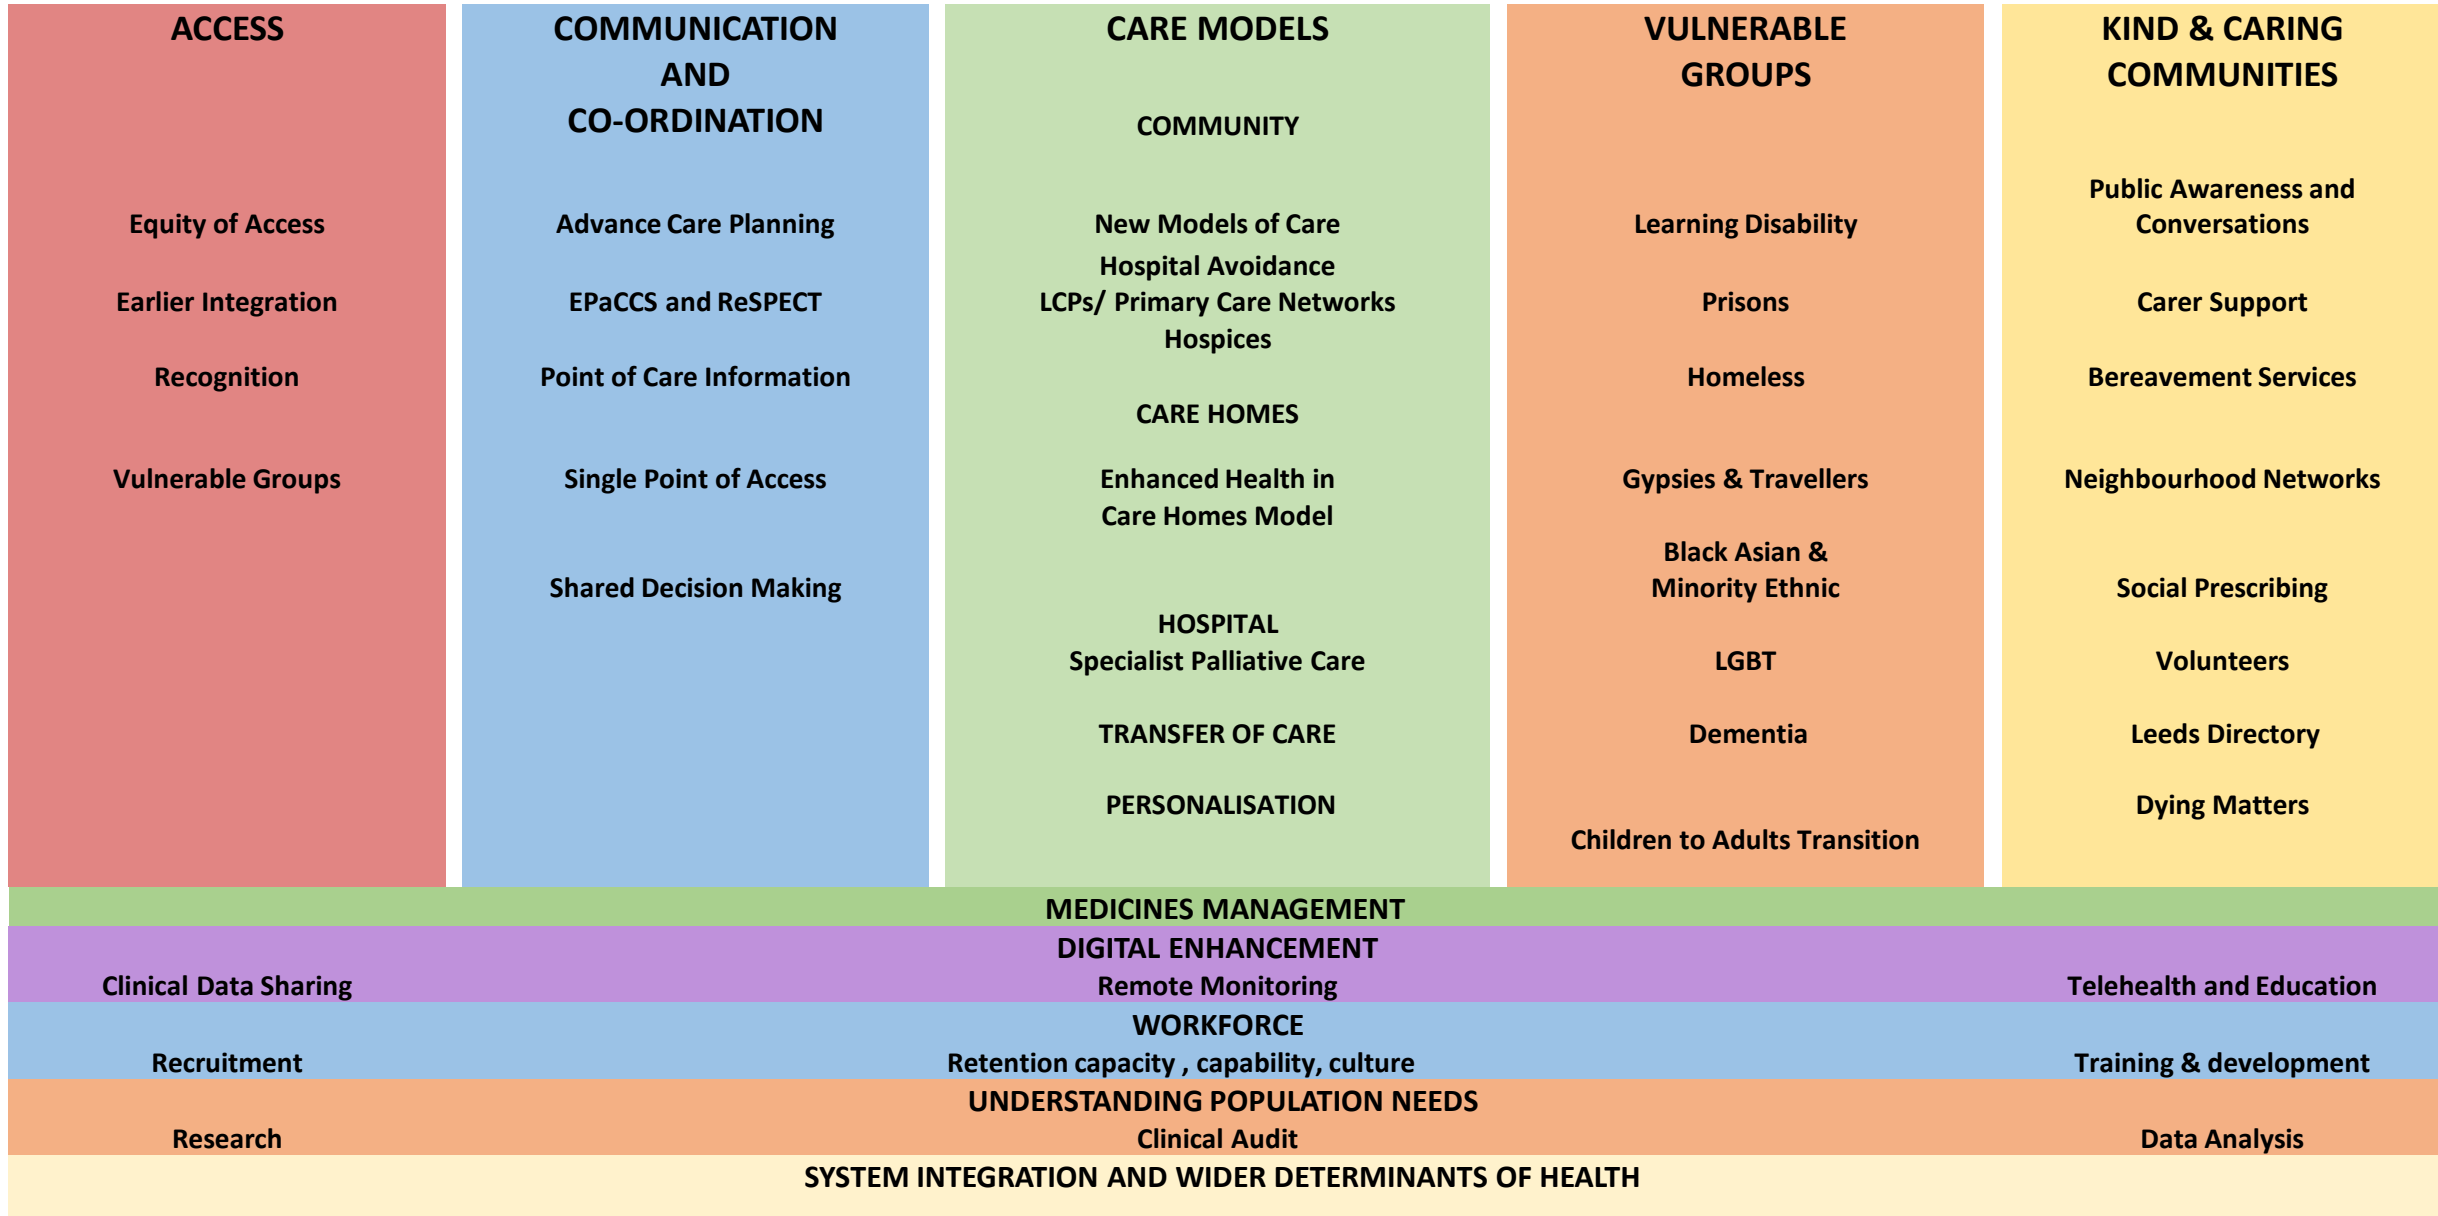 ACCESS
Equity of Access
Earlier Integration
Recognition
Vulnerable Groups
COMMUNICATION
AND
CO-ORDINATION
Advance Care Planning
EPaCCS and ReSPECT
Point of Care Information
Single Point of Access
Shared Decision Making
CARE MODELS
COMMUNITY
New Models of Care
Hospital Avoidance
LCPs/ Primary Care Networks
Hospices
CARE HOMES
Enhanced Health in
Care Homes Model
HOSPITAL
Specialist Palliative Care
TRANSFER OF CARE
PERSONALISATION
VULNERABLE
GROUPS
Learning Disability
Prisons
Homeless
Gypsies & Travellers
Black Asian &
Minority Ethnic
LGBT
Dementia
Children to Adults Transition
KIND & CARING
COMMUNITIES
Public Awareness and
Conversations
Carer Support
Bereavement Services
Neighbourhood Networks
Social Prescribing
Volunteers
Leeds Directory
Dying Matters
MEDICINES MANAGEMENT
DIGITAL ENHANCEMENT
Clinical Data Sharing Remote Monitoring Telehealth and Education
WORKFORCE
Recruitment Retention capacity , capability, culture Training & development
UNDERSTANDING POPULATION NEEDS
Research Clinical Audit Data Analysis
SYSTEM INTEGRATION AND WIDER DETERMINANTS OF HEALTH